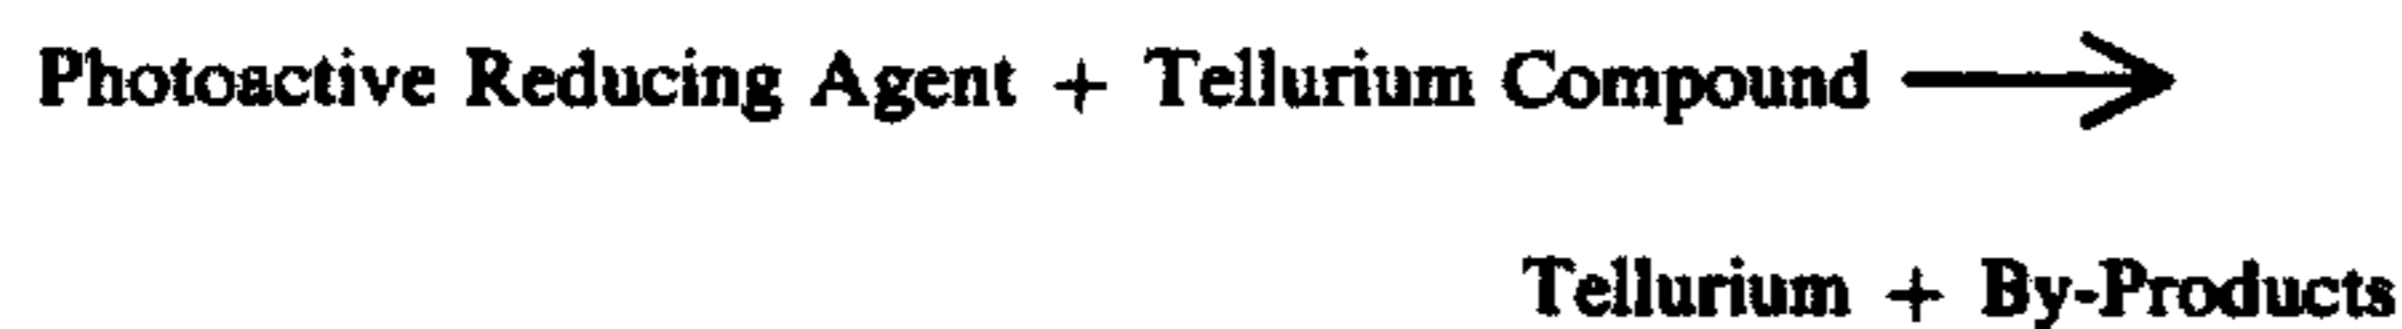 Photoactive Reducing Agent + Tellurium Compound ⟶
Tellurium + By-Products